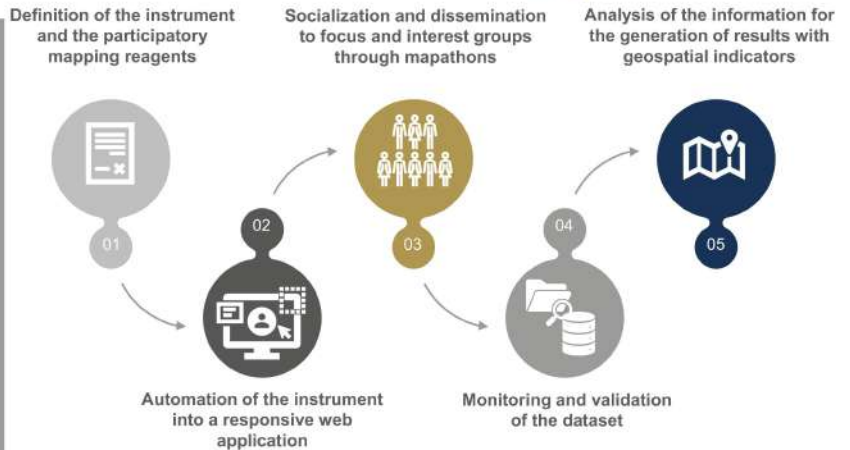 Definition of the instrument
and the participatory
mapping reagents
01
02
Automation of the instrument
into a responsive web
application
Socialization and dissemination
to focus and interest groups
through mapathons
03
04
Monitoring and validation
of the dataset
Analysis of the information for
the generation of results with
geospatial indicators
05